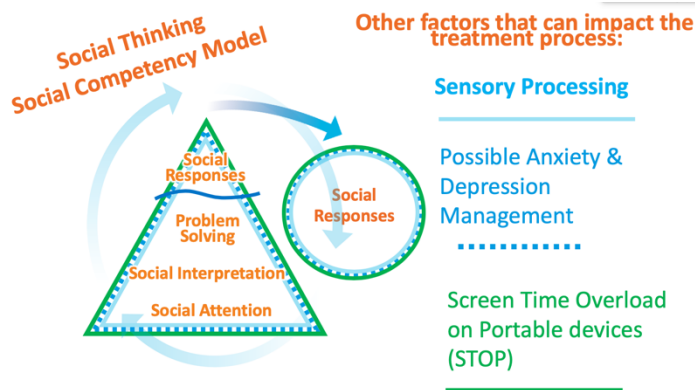 Social Thinking
Social Competency Model
Other factors that can impact the
treatment process:
Sensory Processing
Possible Anxiety &
Depression
Management
Screen Time Overload
on Portable devices
(STOP)
Social
Responses
Problem
Solving
Social Interpretation
Social Attention
Social
Responses